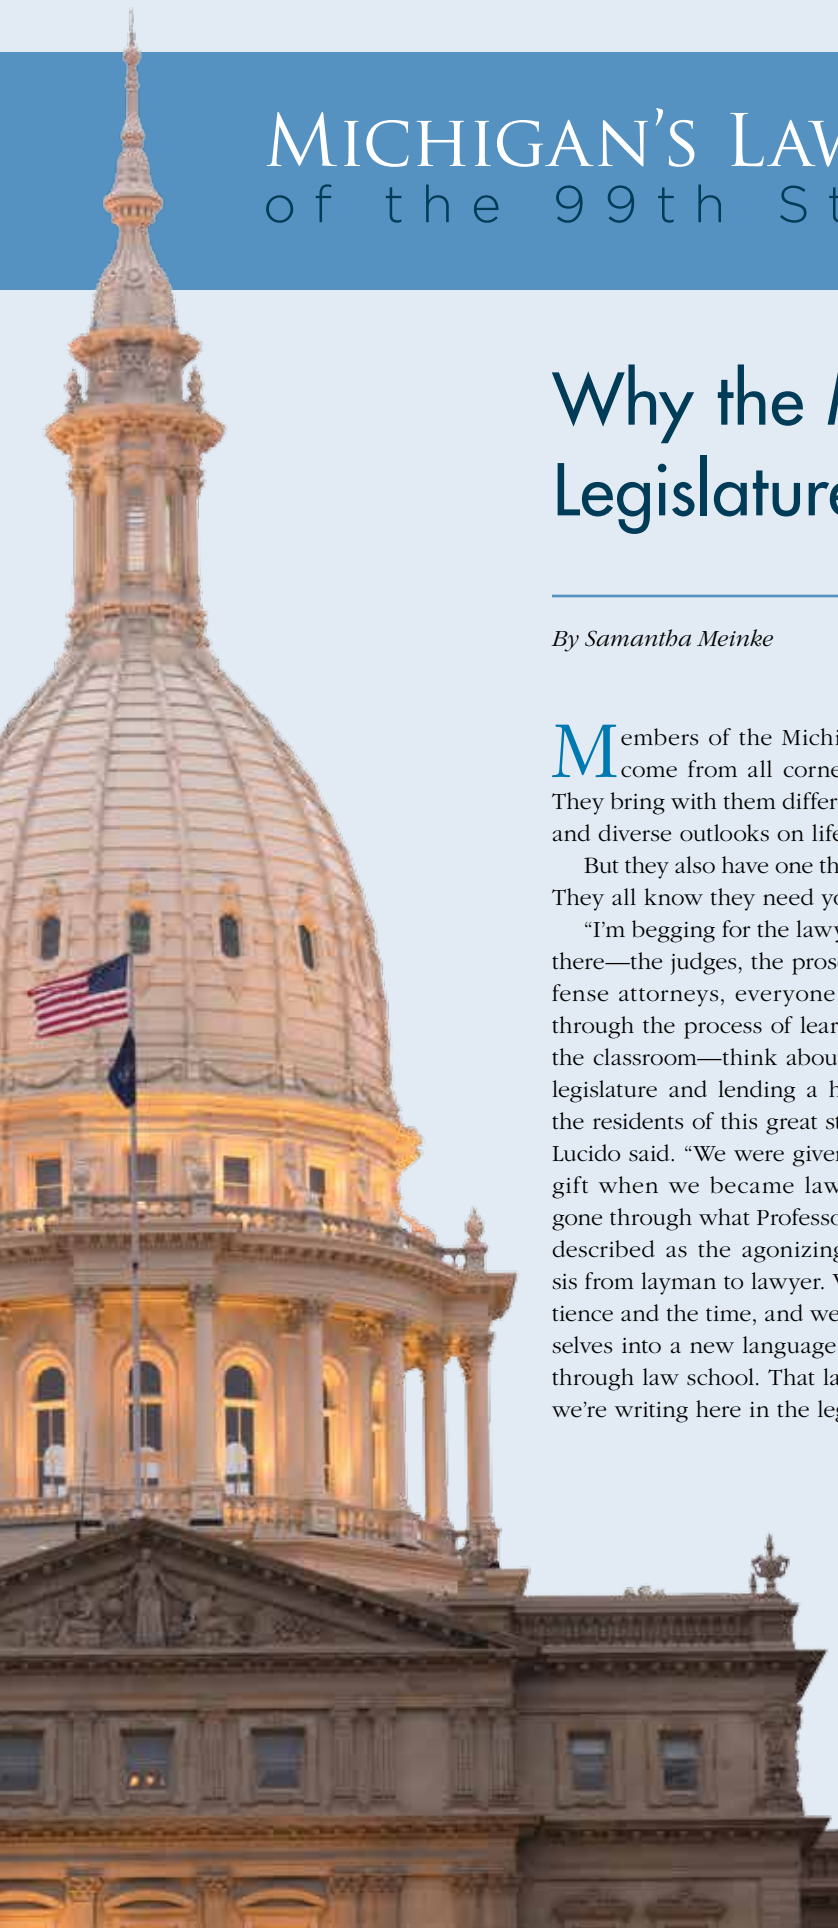 MICHIGAN'S LAW
of the 99th St
Why the
Legislature
By Samantha Meinke
Members of the Michi
come from all corne
They bring with them differ
and diverse outlooks on life
But they also have one th
They all know they need yo
"I'm begging for the lawy
there—the judges, the prose
fense attorneys, everyone
through the process of lear
the classroom—think abou
legislature and lending a h
the residents of this great st
Lucido said. "We were given
gift when we became law
gone through what Professo
described as the agonizing
sis from layman to lawyer.
tience and the time, and we
selves into a new language
through law school. That la
we're writing here in the leg